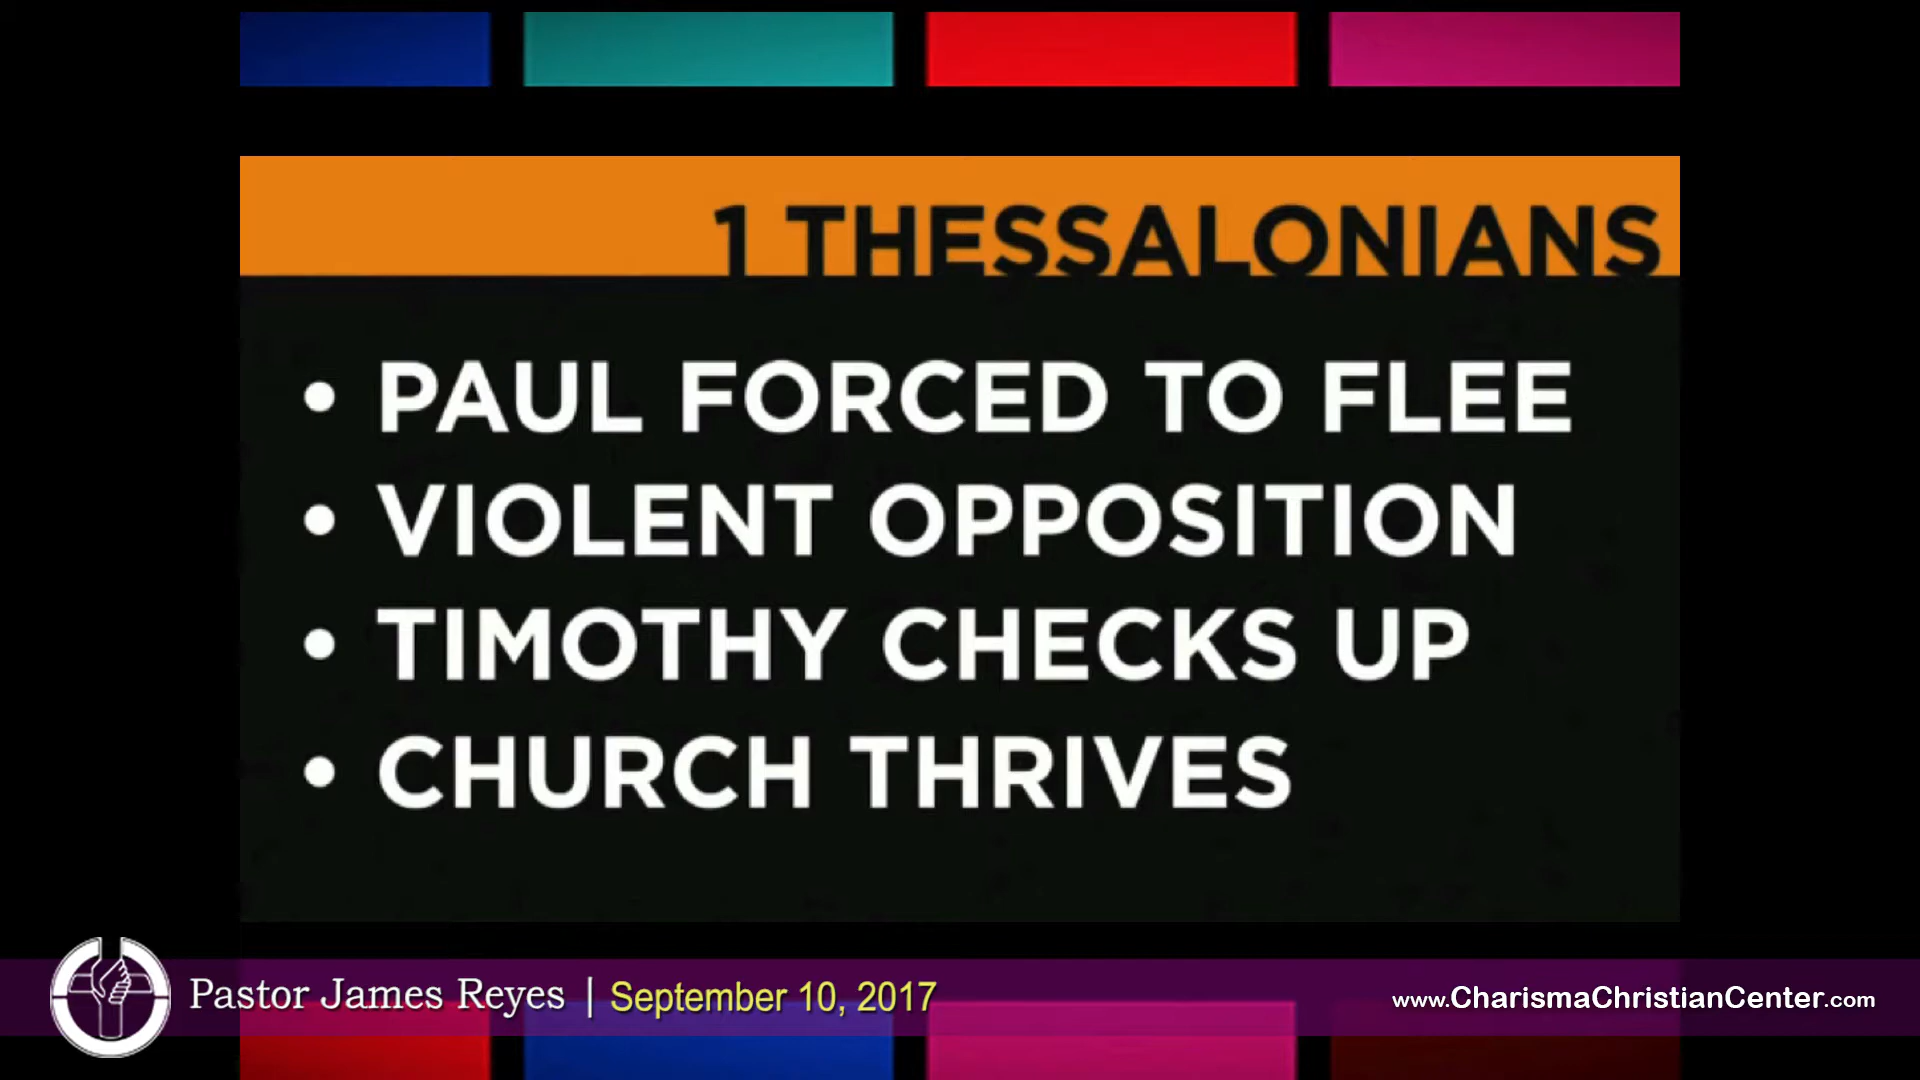 1 THESSALONIANS
• PAUL FORCED TO FLEE
• VIOLENT OPPOSITION
• TIMOTHY CHECKS UP
• CHURCH THRIVES
Pastor James Reyes | September 10, 2017
www.CharismaChristianCenter.com